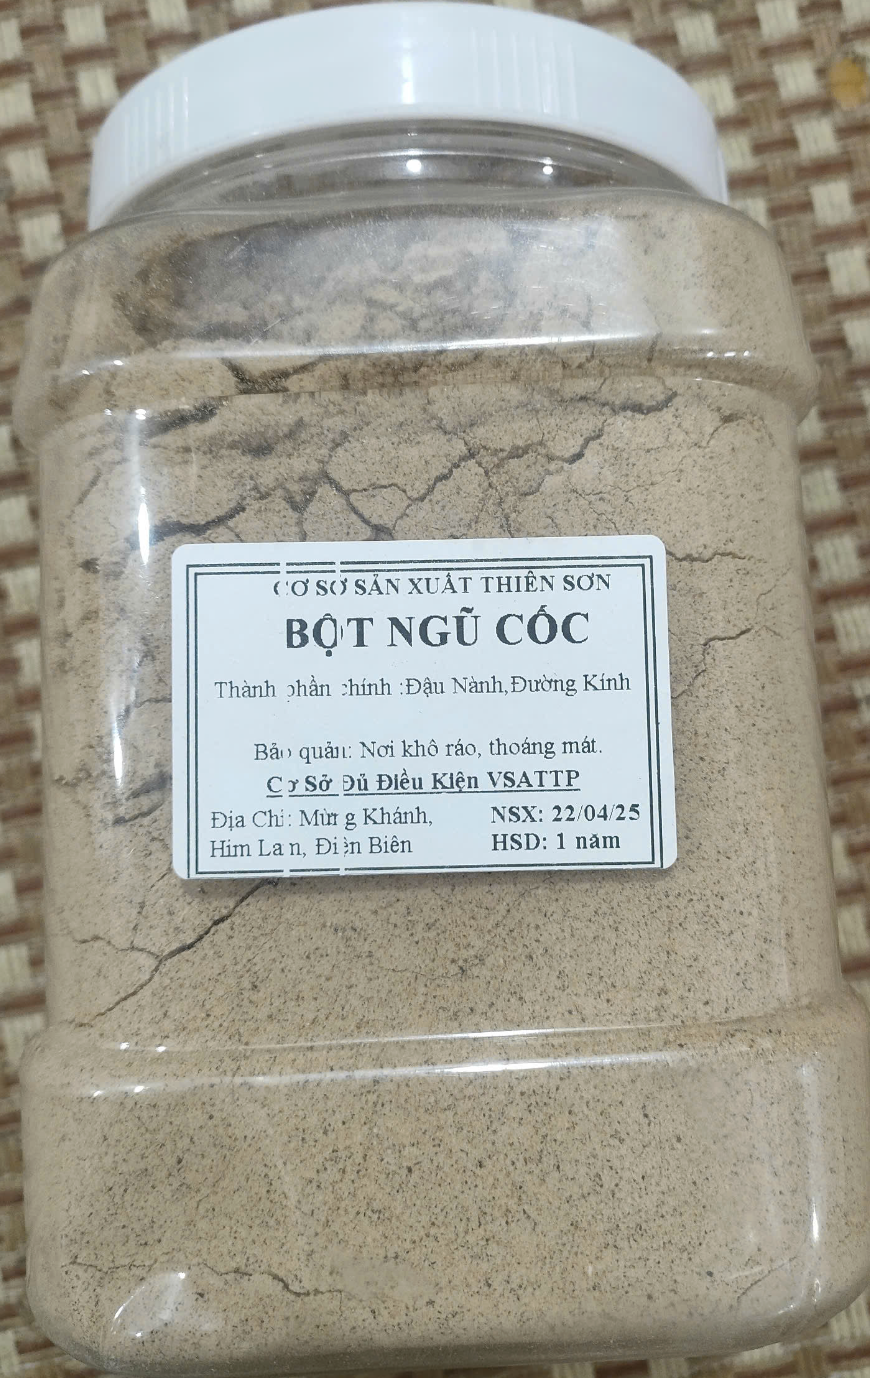 CƠ SỞ SẢN XUẤT THIÊN SƠN
BỘT NGŨ CỐC
Thành phần chính :Đậu Nành,Đường Kính
Bảo quản: Nơi khô ráo, thoáng mát.
Cơ Sở Đủ Điều Kiện VSATTP
Địa Chỉ: Mừng Khánh, NSX: 22/04/25
Him Lam, Điện Biên HSD: 1 năm